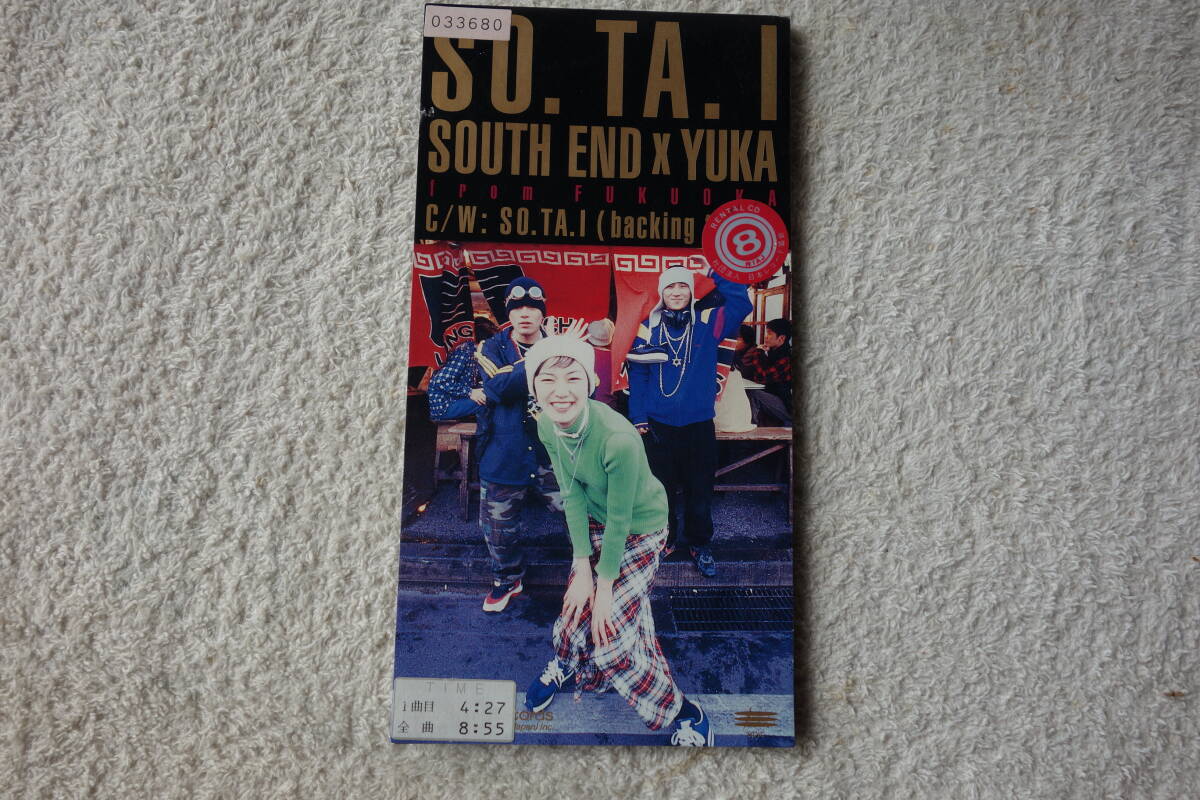 033680
SO. TA. I
SOUTH END x YUKA
from FUKUOKA
C/W: SO.TA.I (backing
RENTAL CD
8
TIME
1曲目 4:27
全 曲 8:55